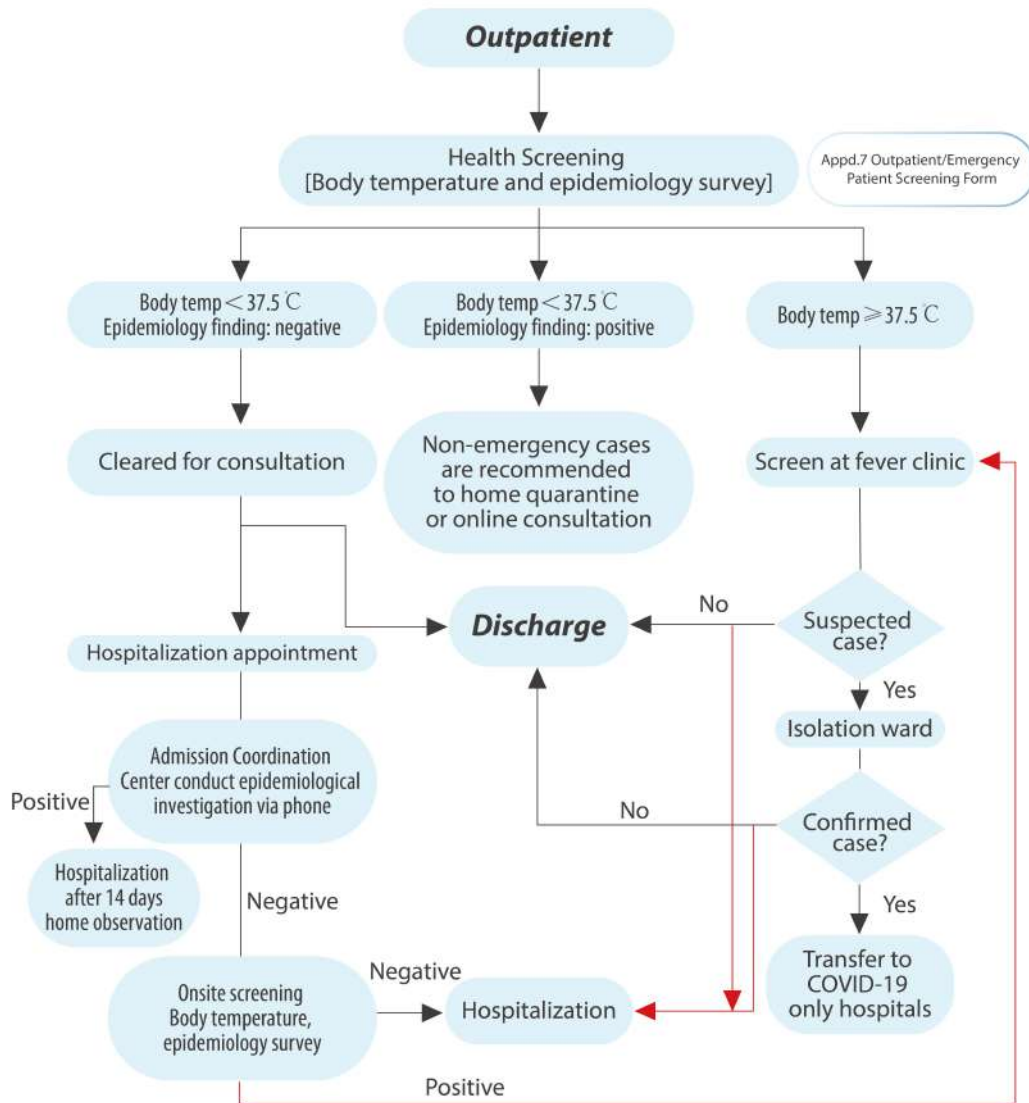 Outpatient
Health Screening
[Body temperature and epidemiology survey]
Appd.7 Outpatient/Emergency
Patient Screening Form
Body temp < 37.5 ℃
Epidemiology finding: negative
Body temp < 37.5 ℃
Epidemiology finding: positive
Body temp ⩾ 37.5 ℃
Cleared for consultation
Non-emergency cases
are recommended
to home quarantine
or online consultation
Screen at fever clinic
Discharge
No
Suspected
case?
Hospitalization appointment
Yes
Isolation ward
Admission Coordination
Center conduct epidemiological
investigation via phone
Positive
No
Confirmed
case?
Hospitalization
after 14 days
home observation
Negative
Yes
Transfer to
COVID-19
only hospitals
Onsite screening
Body temperature,
epidemiology survey
Negative
Hospitalization
Positive